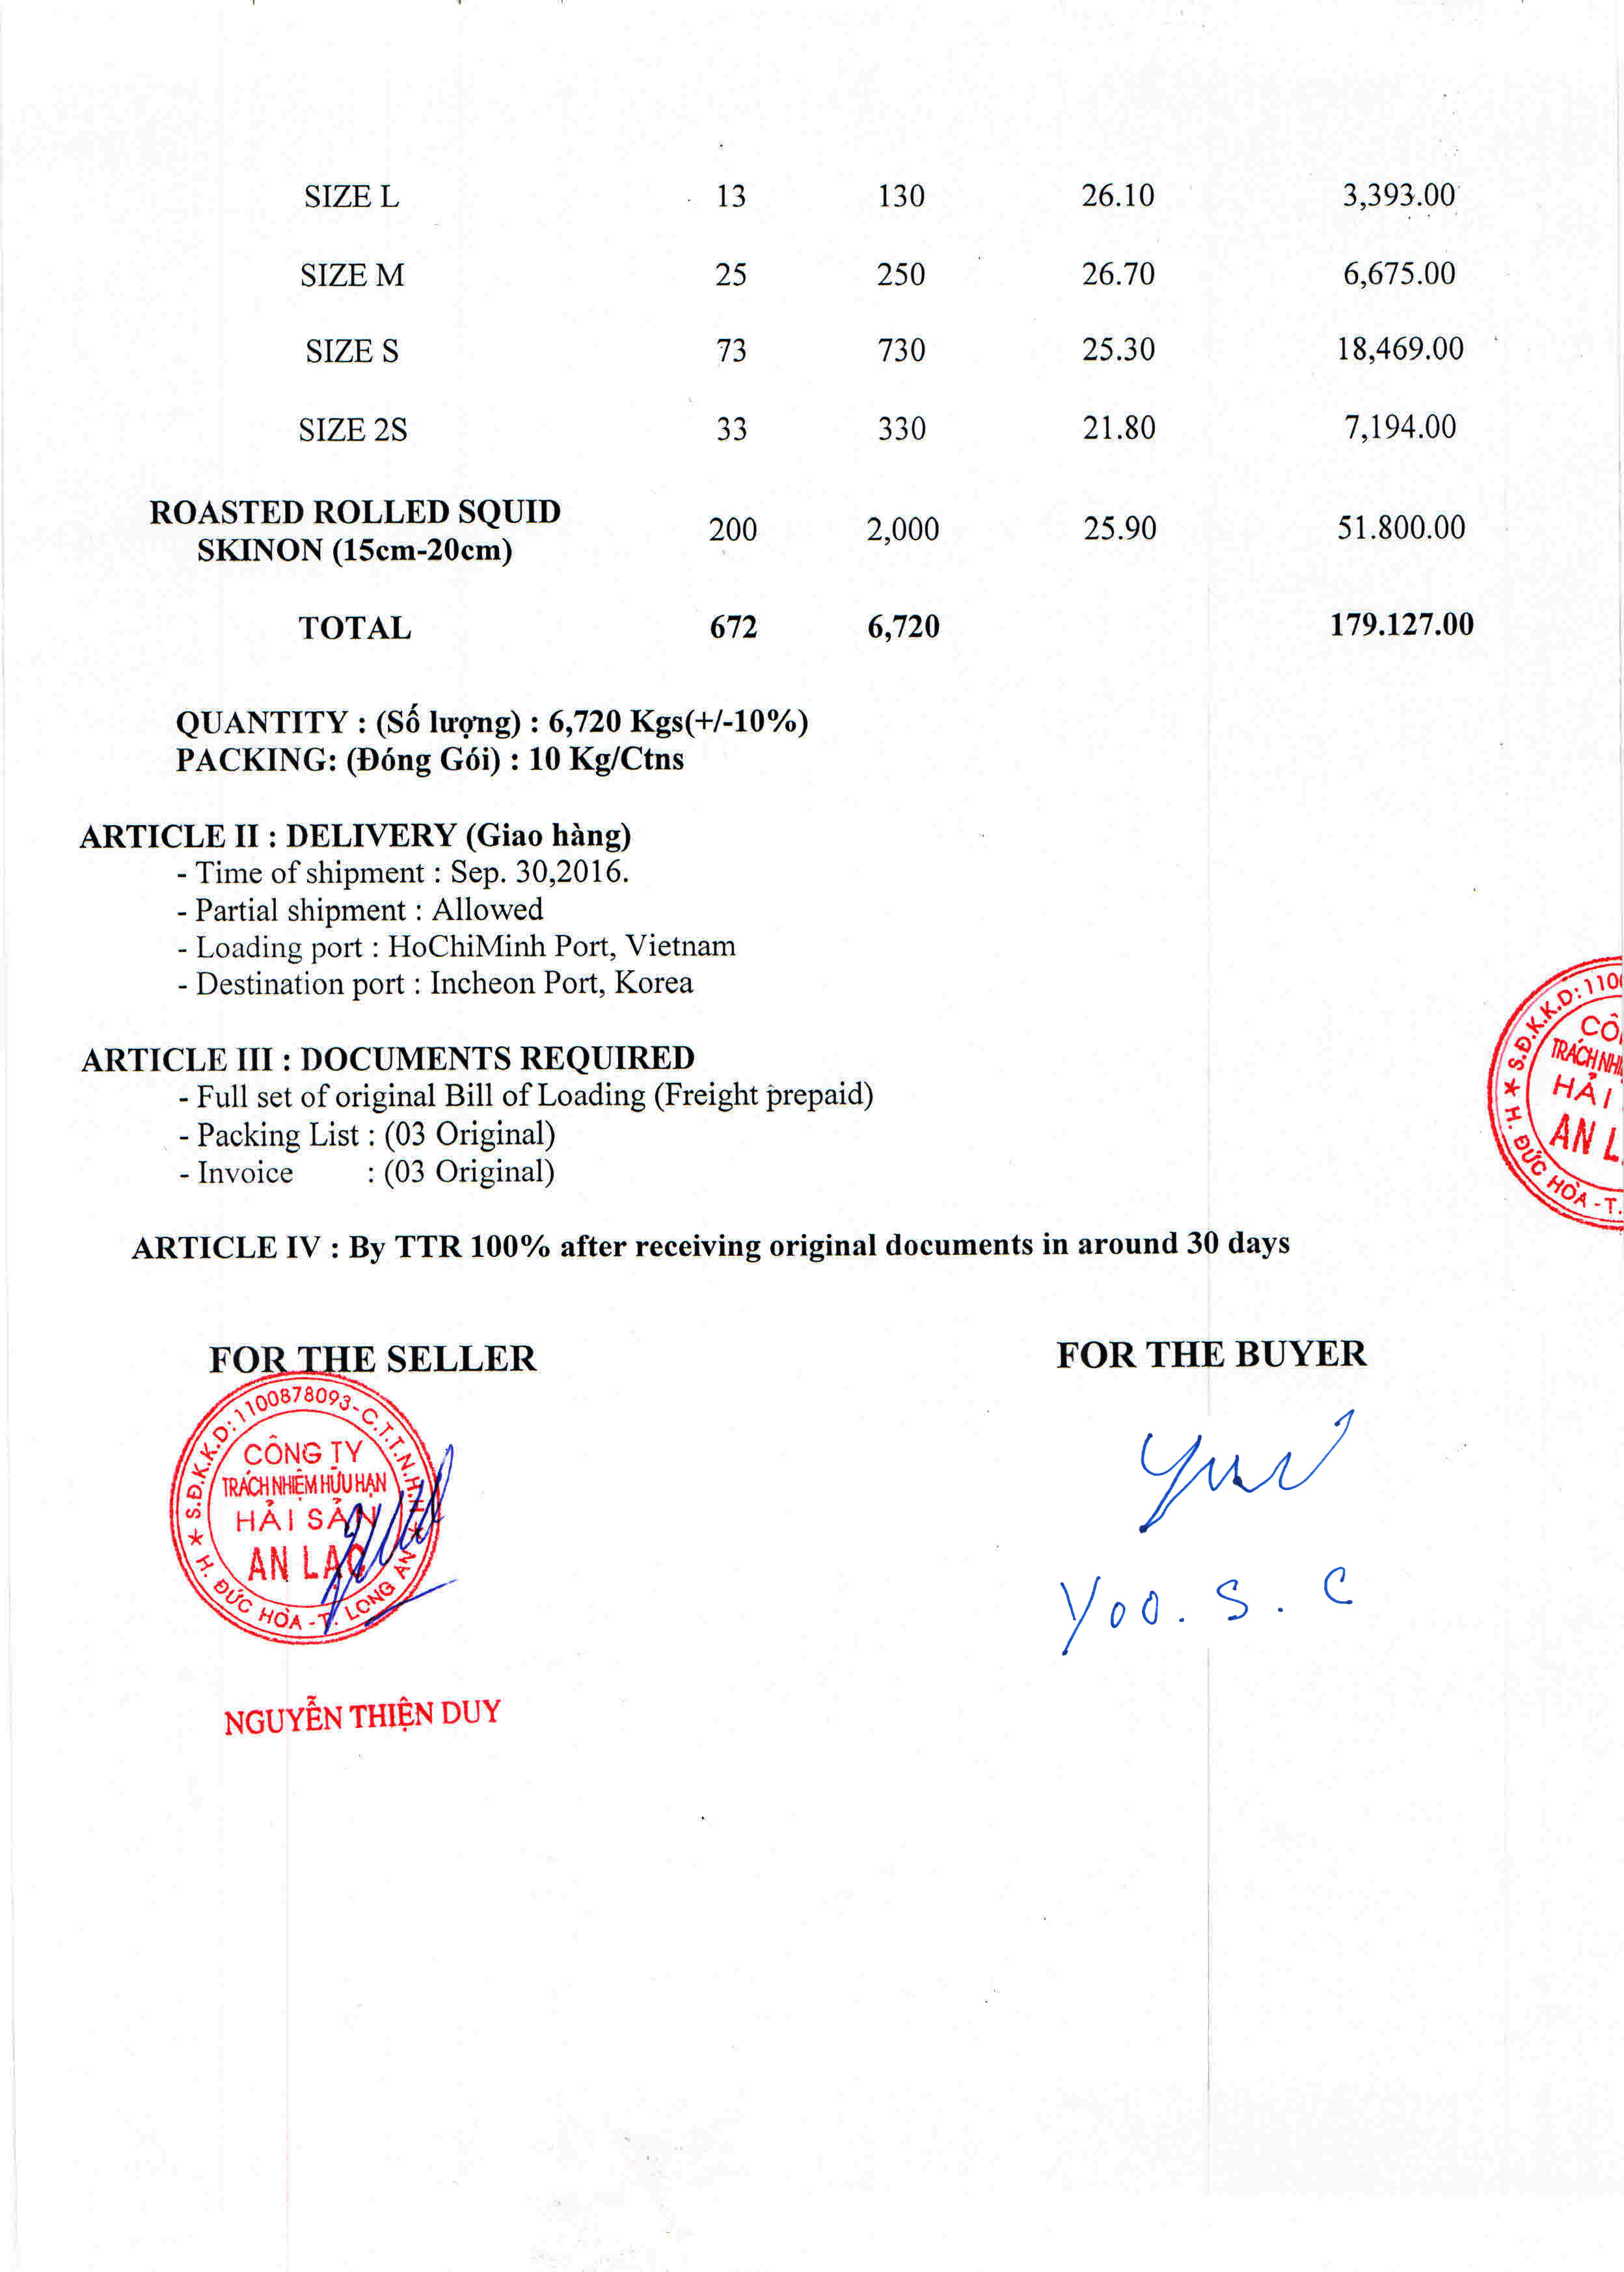 SIZE L 13 130 26.10 3,393.00
SIZE M 25 250 26.70 6,675.00
SIZE S 73 730 25.30 18,469.00
SIZE 2S 33 330 21.80 7,194.00
ROASTED ROLLED SQUID
SKINON (15cm-20cm) 200 2,000 25.90 51.800.00
TOTAL 672 6,720 179.127.00
QUANTITY : (Số lượng) : 6,720 Kgs(+/-10%)
PACKING: (Đóng Gói) : 10 Kg/Ctns
ARTICLE II : DELIVERY (Giao hàng)
- Time of shipment : Sep. 30,2016.
- Partial shipment : Allowed
- Loading port : HoChiMinh Port, Vietnam
- Destination port : Incheon Port, Korea
S.Đ.K.K.D: 110
CÔ
TRÁCH NHI
HẢI
AN L
H. ĐỨC HÒA - T.
ARTICLE III : DOCUMENTS REQUIRED
- Full set of original Bill of Loading (Freight prepaid)
- Packing List : (03 Original)
- Invoice : (03 Original)
ARTICLE IV : By TTR 100% after receiving original documents in around 30 days
FOR THE SELLER
FOR THE BUYER
S.Đ.K.K.D: 1100878093-C.T.T.N.H.H
CÔNG TY
TRÁCH NHIỆM HỮU HẠN
HẢI SẢN
AN LẠC
H. ĐỨC HÒA - T. LONG AN
Yoo. S. C
NGUYỄN THIỆN DUY